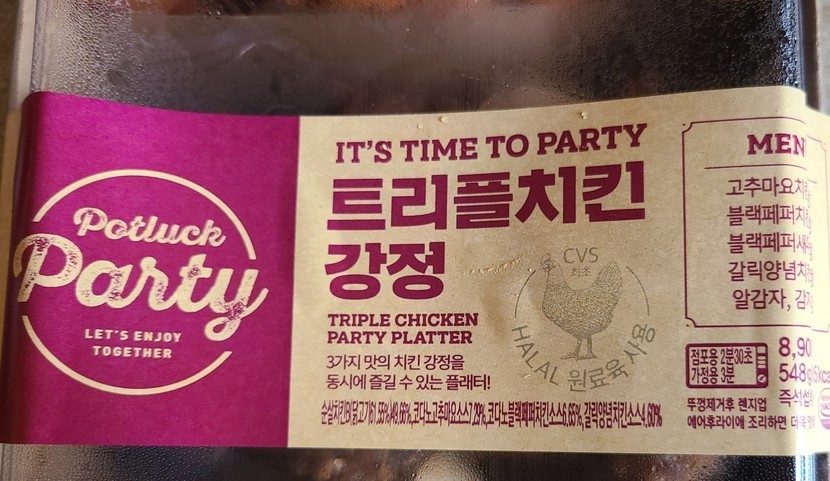 Potluck
Party
LET'S ENJOY
TOGETHER
IT'S TIME TO PARTY
트리플치킨
강정
TRIPLE CHICKEN
PARTY PLATTER
3가지 맛의 치킨 강정을
동시에 즐길 수 있는 플래터!
CVS
최초
HALAL 원료육 사용
MEN
고추마요치
블랙페퍼치
블랙페퍼새
갈릭양념치
알감자, 감자
점포용 2분30초
가정용 3분
8,90
548g
즉석섭
뚜껑제거후 렌지업
에어후라이에 조리하면 더욱